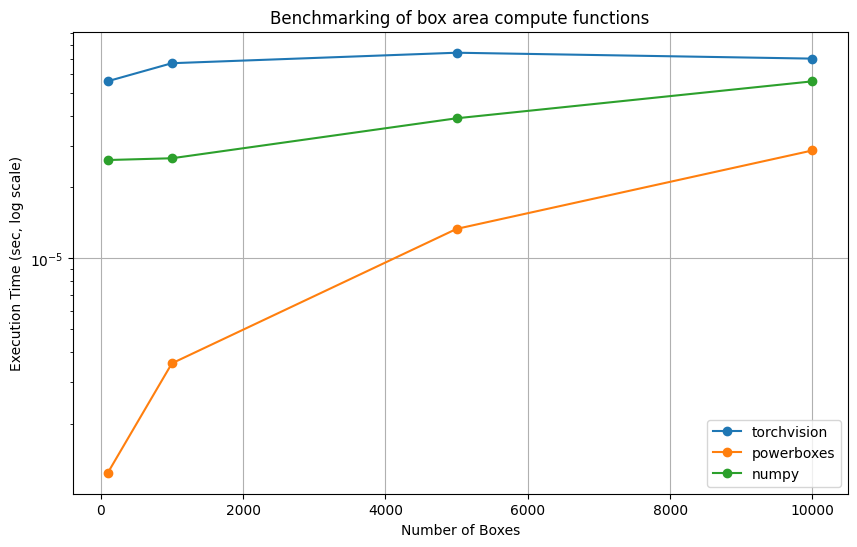 Benchmarking of box area compute functions
Execution Time (sec, log scale)
10⁻⁵
torchvision
powerboxes
numpy
0 2000 4000 6000 8000 10000
Number of Boxes